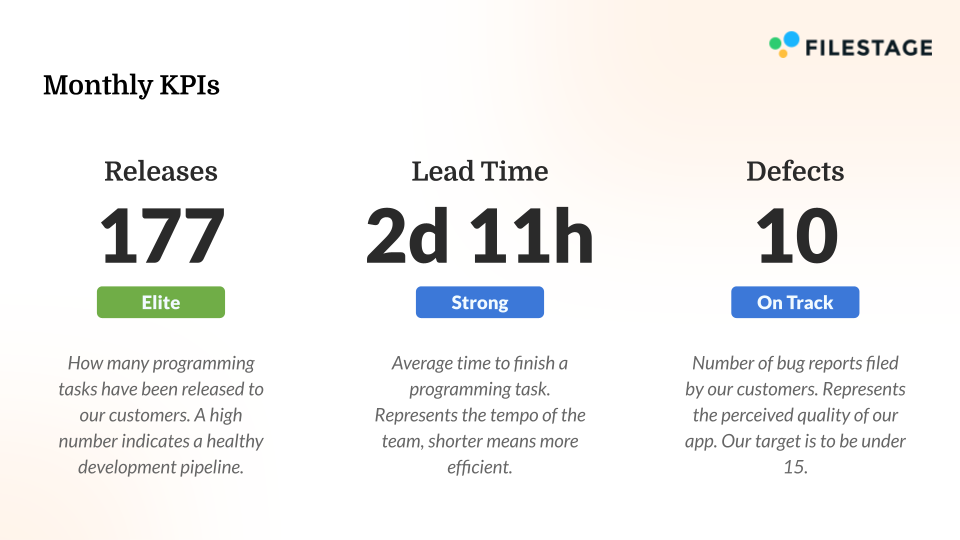 FILESTAGE
Monthly KPIs
Releases
177
Elite
How many programming
tasks have been released to
our customers. A high
number indicates a healthy
development pipeline.
Lead Time
2d 11h
Strong
Average time to finish a
programming task.
Represents the tempo of the
team, shorter means more
efficient.
Defects
10
On Track
Number of bug reports filed
by our customers. Represents
the perceived quality of our
app. Our target is to be under
15.